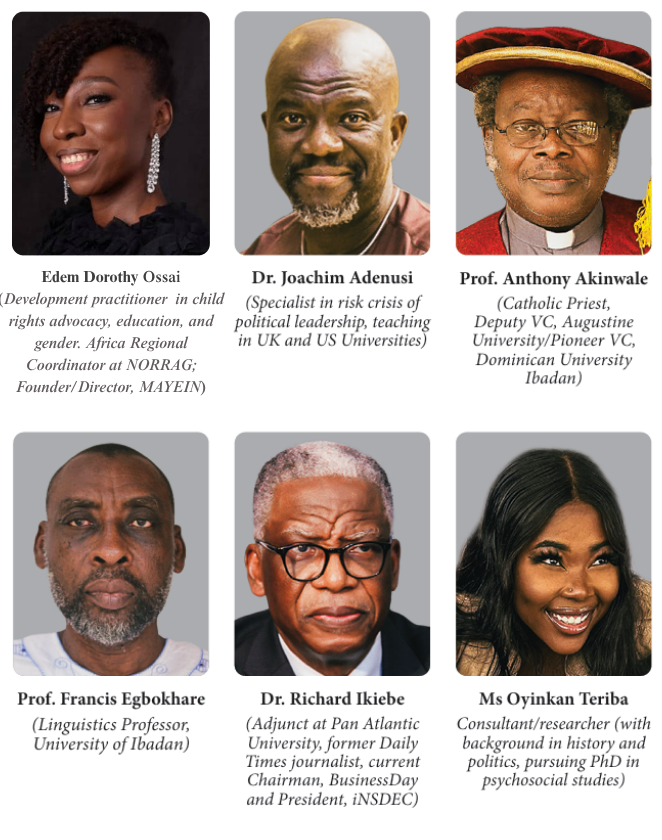 Edem Dorothy Ossai
(Development practitioner in child
rights advocacy, education, and
gender. Africa Regional
Coordinator at NORRAG;
Founder/Director, MAYEIN)
Dr. Joachim Adenusi
(Specialist in risk crisis of
political leadership, teaching
in UK and US Universities)
Prof. Anthony Akinwale
(Catholic Priest,
Deputy VC, Augustine
University/Pioneer VC,
Dominican University
Ibadan)
Prof. Francis Egbokhare
(Linguistics Professor,
University of Ibadan)
Dr. Richard Ikiebe
(Adjunct at Pan Atlantic
University, former Daily
Times journalist, current
Chairman, BusinessDay
and President, iNSDEC)
Ms Oyinkan Teriba
Consultant/researcher (with
background in history and
politics, pursuing PhD in
psychosocial studies)